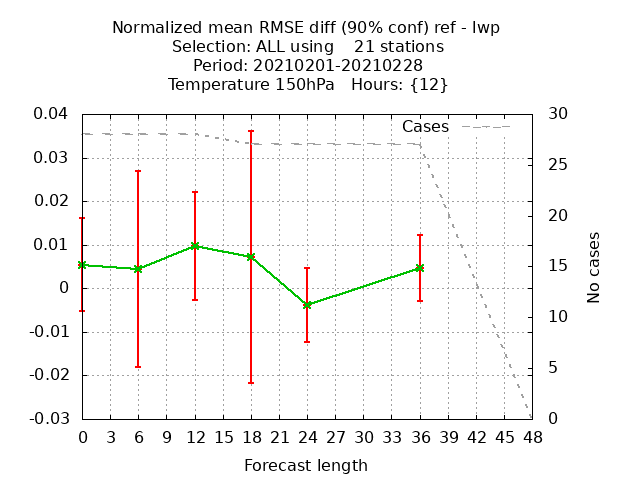 Normalized mean RMSE diff (90% conf) ref - lwp
Selection: ALL using    21 stations
Period: 20210201-20210228
Temperature 150hPa   Hours: {12}
Cases
0.04
0.03
0.02
0.01
0
-0.01
-0.02
-0.03
30
25
20
15
10
5
0
No cases
0 3 6 9 12 15 18 21 24 27 30 33 36 39 42 45 48
Forecast length